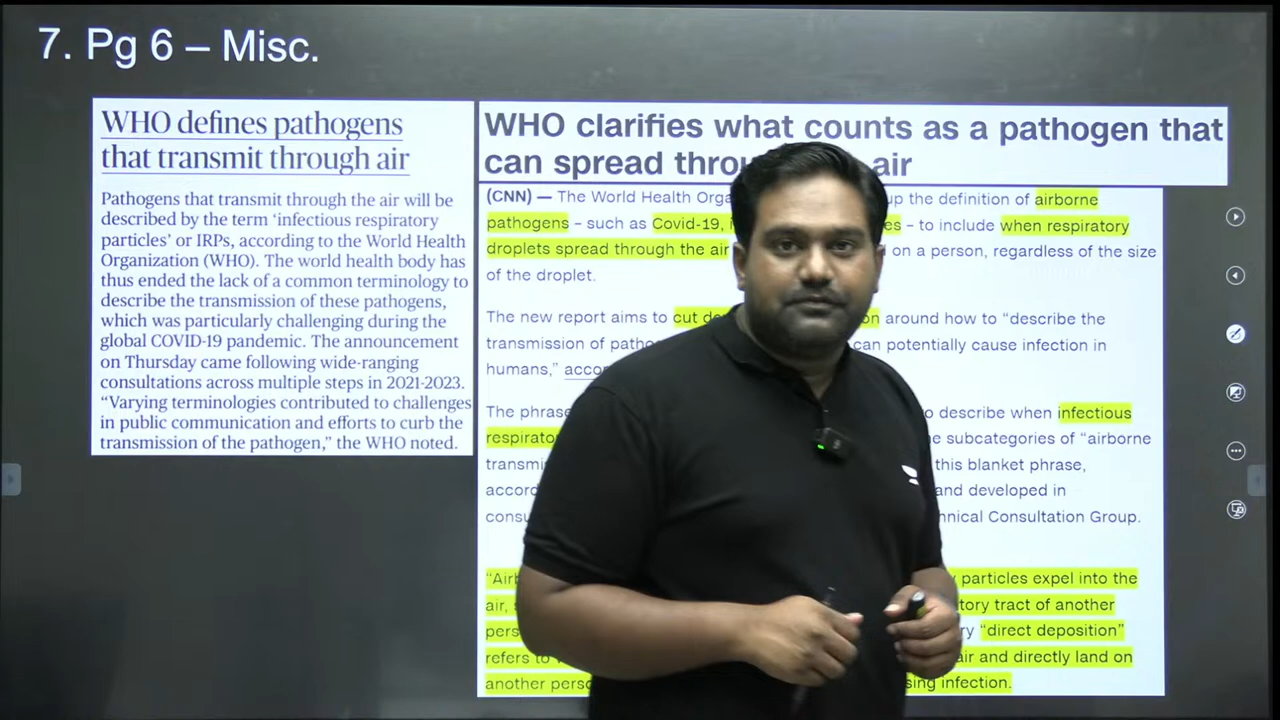 7. Pg 6 – Misc.
WHO defines pathogens
that transmit through air
Pathogens that transmit through the air will be
described by the term ‘infectious respiratory
particles’ or IRPs, according to the World Health
Organization (WHO). The world health body has
thus ended the lack of a common terminology to
describe the transmission of these pathogens,
which was particularly challenging during the
global COVID-19 pandemic. The announcement
on Thursday came following wide-ranging
consultations across multiple steps in 2021-2023.
“Varying terminologies contributed to challenges
in public communication and efforts to curb the
transmission of the pathogen,” the WHO noted.
WHO clarifies what counts as a pathogen that
can spread air
(CNN) — The World Health up the definition of airborne
pathogens – such as Covid-19, – to include when respiratory
droplets spread through the air on a person, regardless of the size
of the droplet.
The new report aims to cut around how to “describe the
transmission of can potentially cause infection in
humans,”
The phrase to describe when infectious
subcategories of “airborne
this blanket phrase,
and developed in
Consultation Group.
particles expel into the
air, tract of another
“direct deposition”
refers to air and directly land on
another infection.